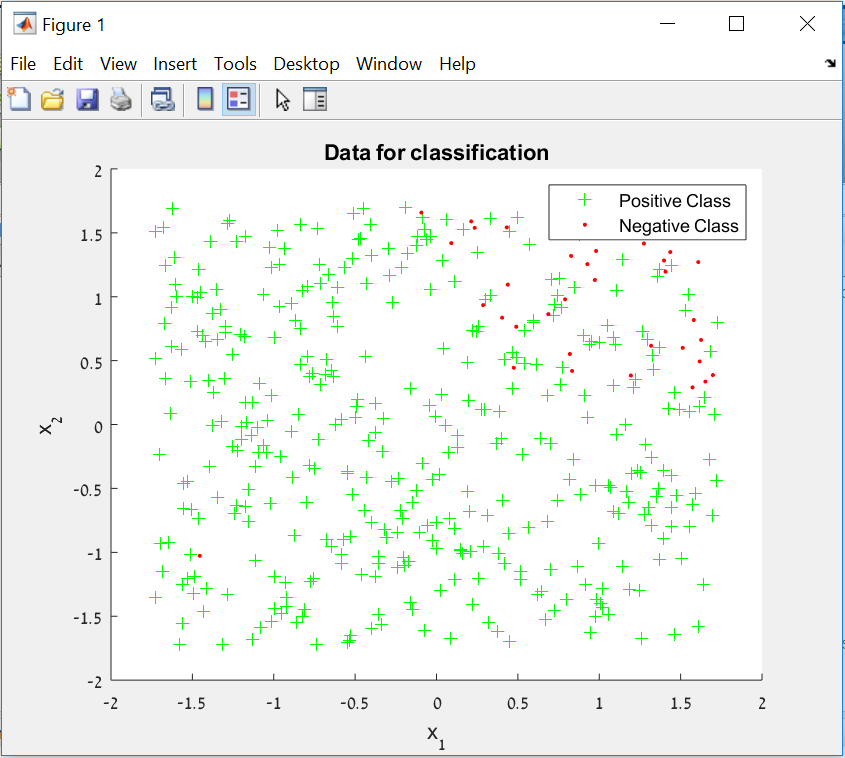 Figure 1
File Edit View Insert Tools Desktop Window Help
Data for classification
Positive Class
Negative Class
2
1.5
1
0.5
0
-0.5
-1
-1.5
-2
x2
-2 -1.5 -1 -0.5 0 0.5 1 1.5 2
x1